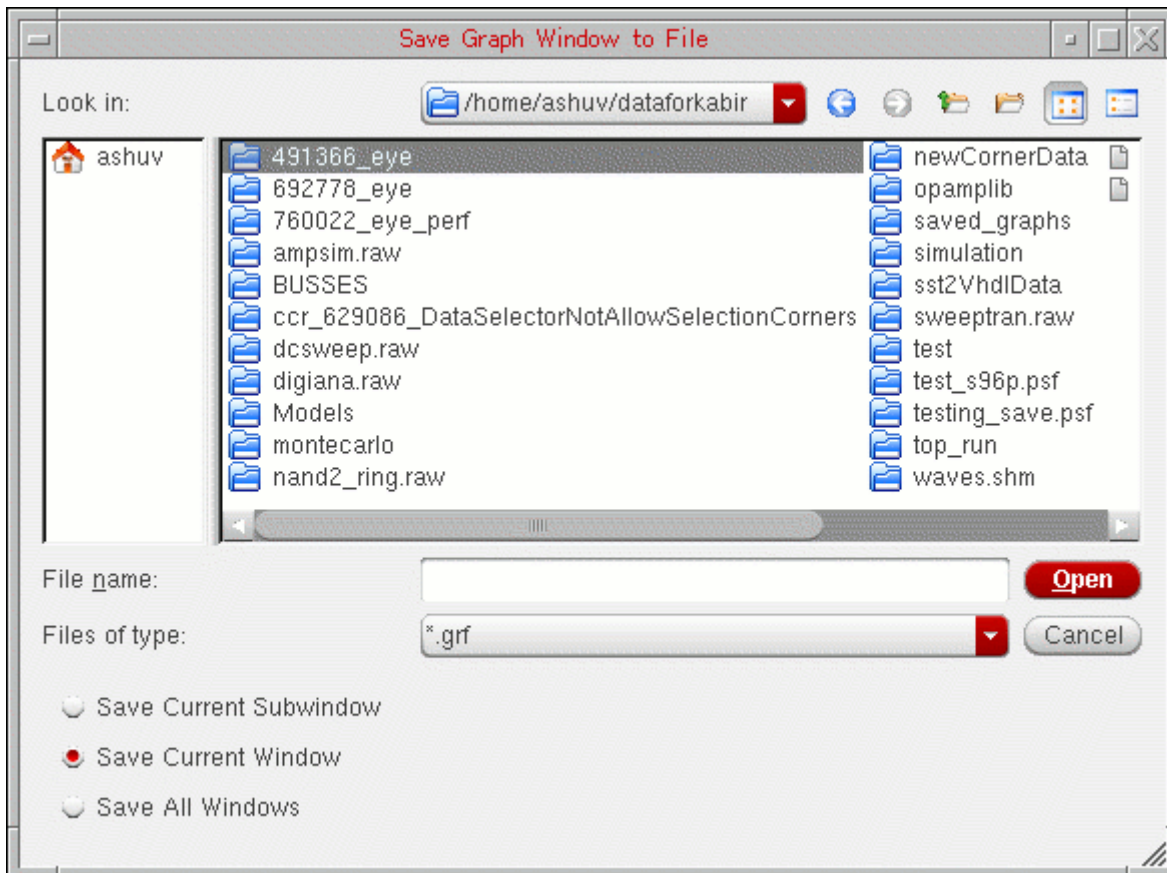 Save Graph Window to File
Look in:
/home/ashuv/dataforkabir
ashuv
491366_eye
692778_eye
760022_eye_perf
ampsim.raw
BUSSES
ccr_629086_DataSelectorNotAllowSelectionCorners
dcsweep.raw
digiana.raw
Models
montecarlo
nand2_ring.raw
newCornerData
opamplib
saved_graphs
simulation
sst2VhdlData
sweeptran.raw
test
test_s96p.psf
testing_save.psf
top_run
waves.shm
File name:
Open
Files of type:
*.grf
Cancel
Save Current Subwindow
Save Current Window
Save All Windows